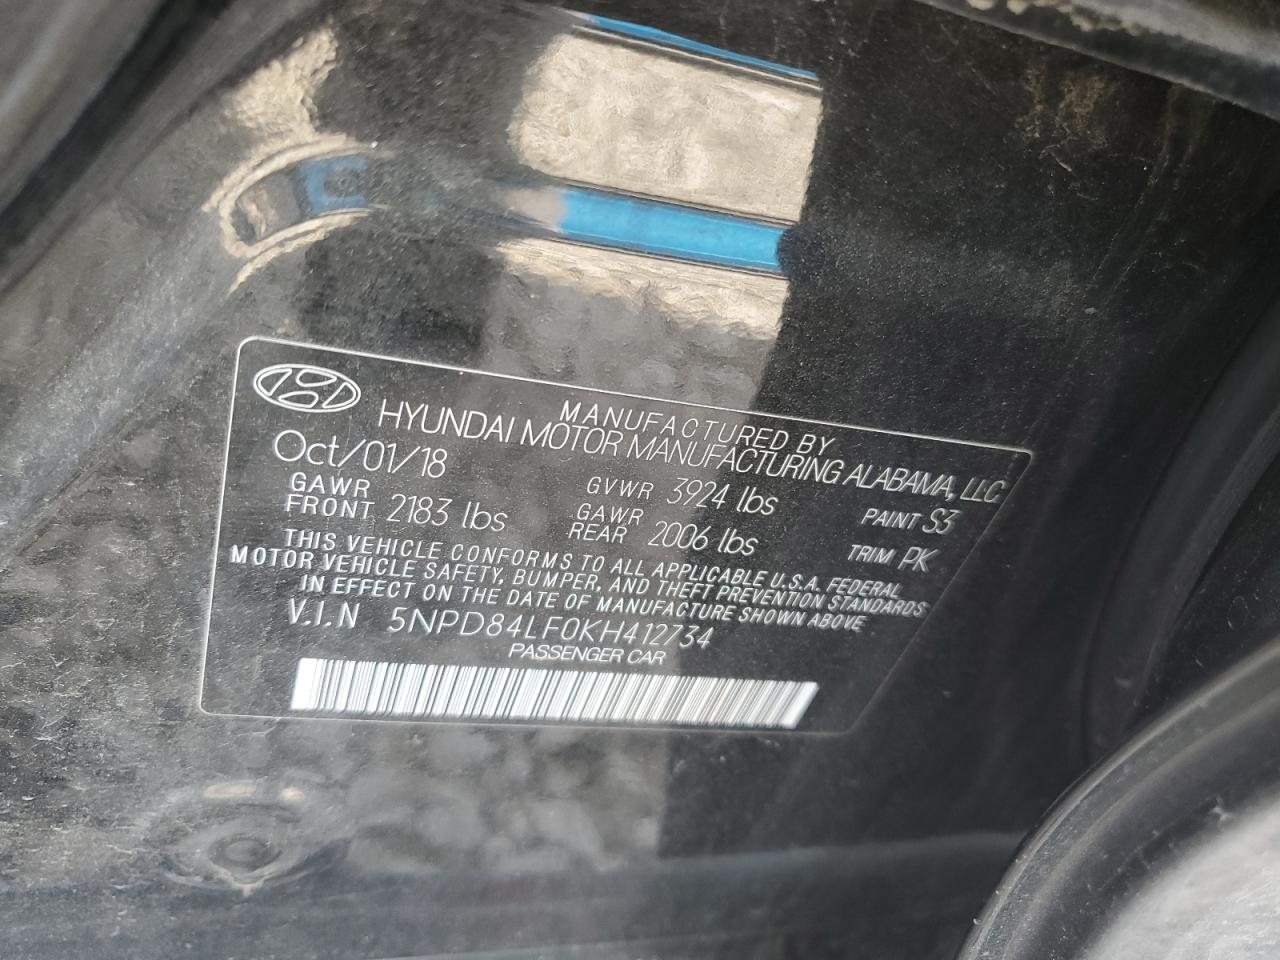 MANUFACTURED BY
HYUNDAI MOTOR MANUFACTURING ALABAMA, LLC
Oct/01/18
GVWR 3924 lbs
PAINT S3
GAWR FRONT 2183 lbs
GAWR REAR 2006 lbs
TRIM PK
THIS VEHICLE CONFORMS TO ALL APPLICABLE U.S.A. FEDERAL
MOTOR VEHICLE SAFETY, BUMPER, AND THEFT PREVENTION STANDARDS
IN EFFECT ON THE DATE OF MANUFACTURE SHOWN ABOVE
V.I.N 5NPD84LF0KH412734
PASSENGER CAR